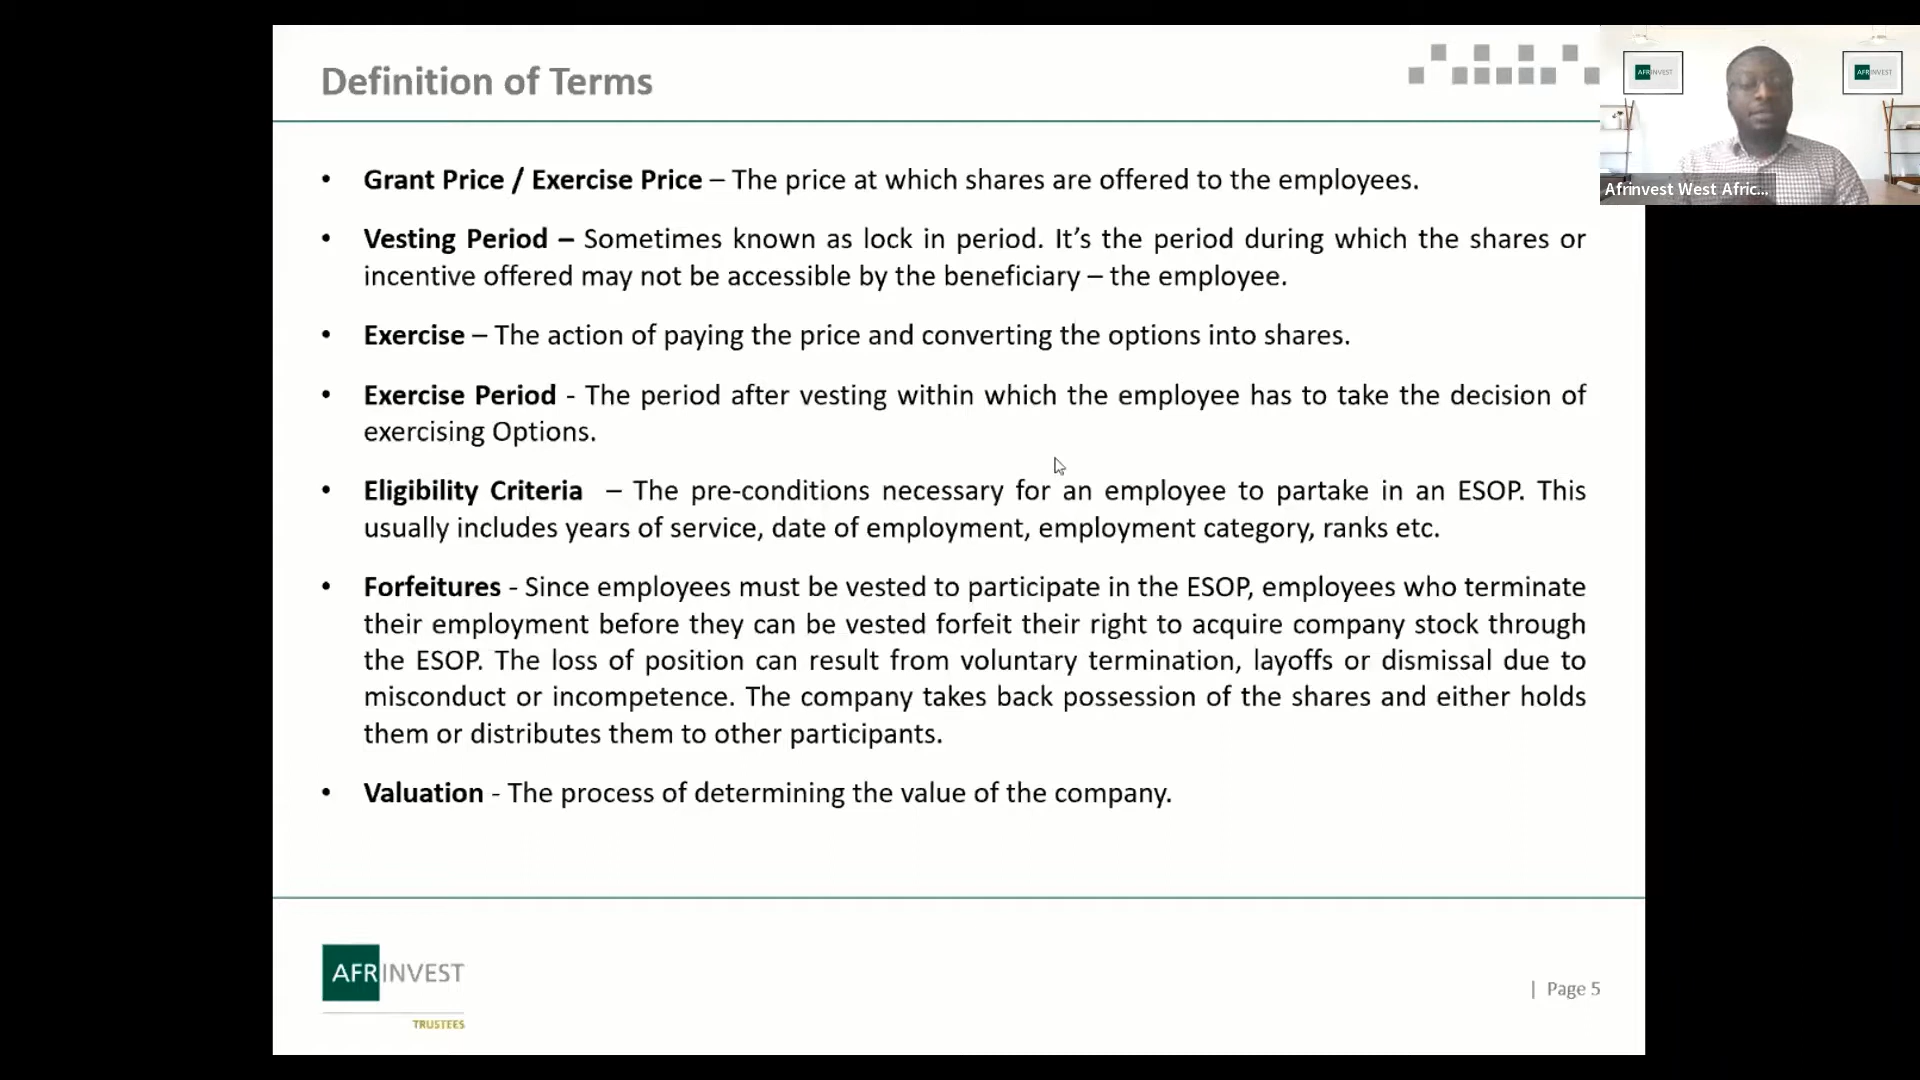 Definition of Terms
• Grant Price / Exercise Price – The price at which shares are offered to the employees.
• Vesting Period – Sometimes known as lock in period. It’s the period during which the shares or
incentive offered may not be accessible by the beneficiary – the employee.
• Exercise – The action of paying the price and converting the options into shares.
• Exercise Period - The period after vesting within which the employee has to take the decision of
exercising Options.
• Eligibility Criteria – The pre-conditions necessary for an employee to partake in an ESOP. This
usually includes years of service, date of employment, employment category, ranks etc.
• Forfeitures - Since employees must be vested to participate in the ESOP, employees who terminate
their employment before they can be vested forfeit their right to acquire company stock through
the ESOP. The loss of position can result from voluntary termination, layoffs or dismissal due to
misconduct or incompetence. The company takes back possession of the shares and either holds
them or distributes them to other participants.
• Valuation - The process of determining the value of the company.
AFRINVEST
TRUSTEES
| Page 5
AFRINVEST
AFRINVEST
Afrinvest West Afric...